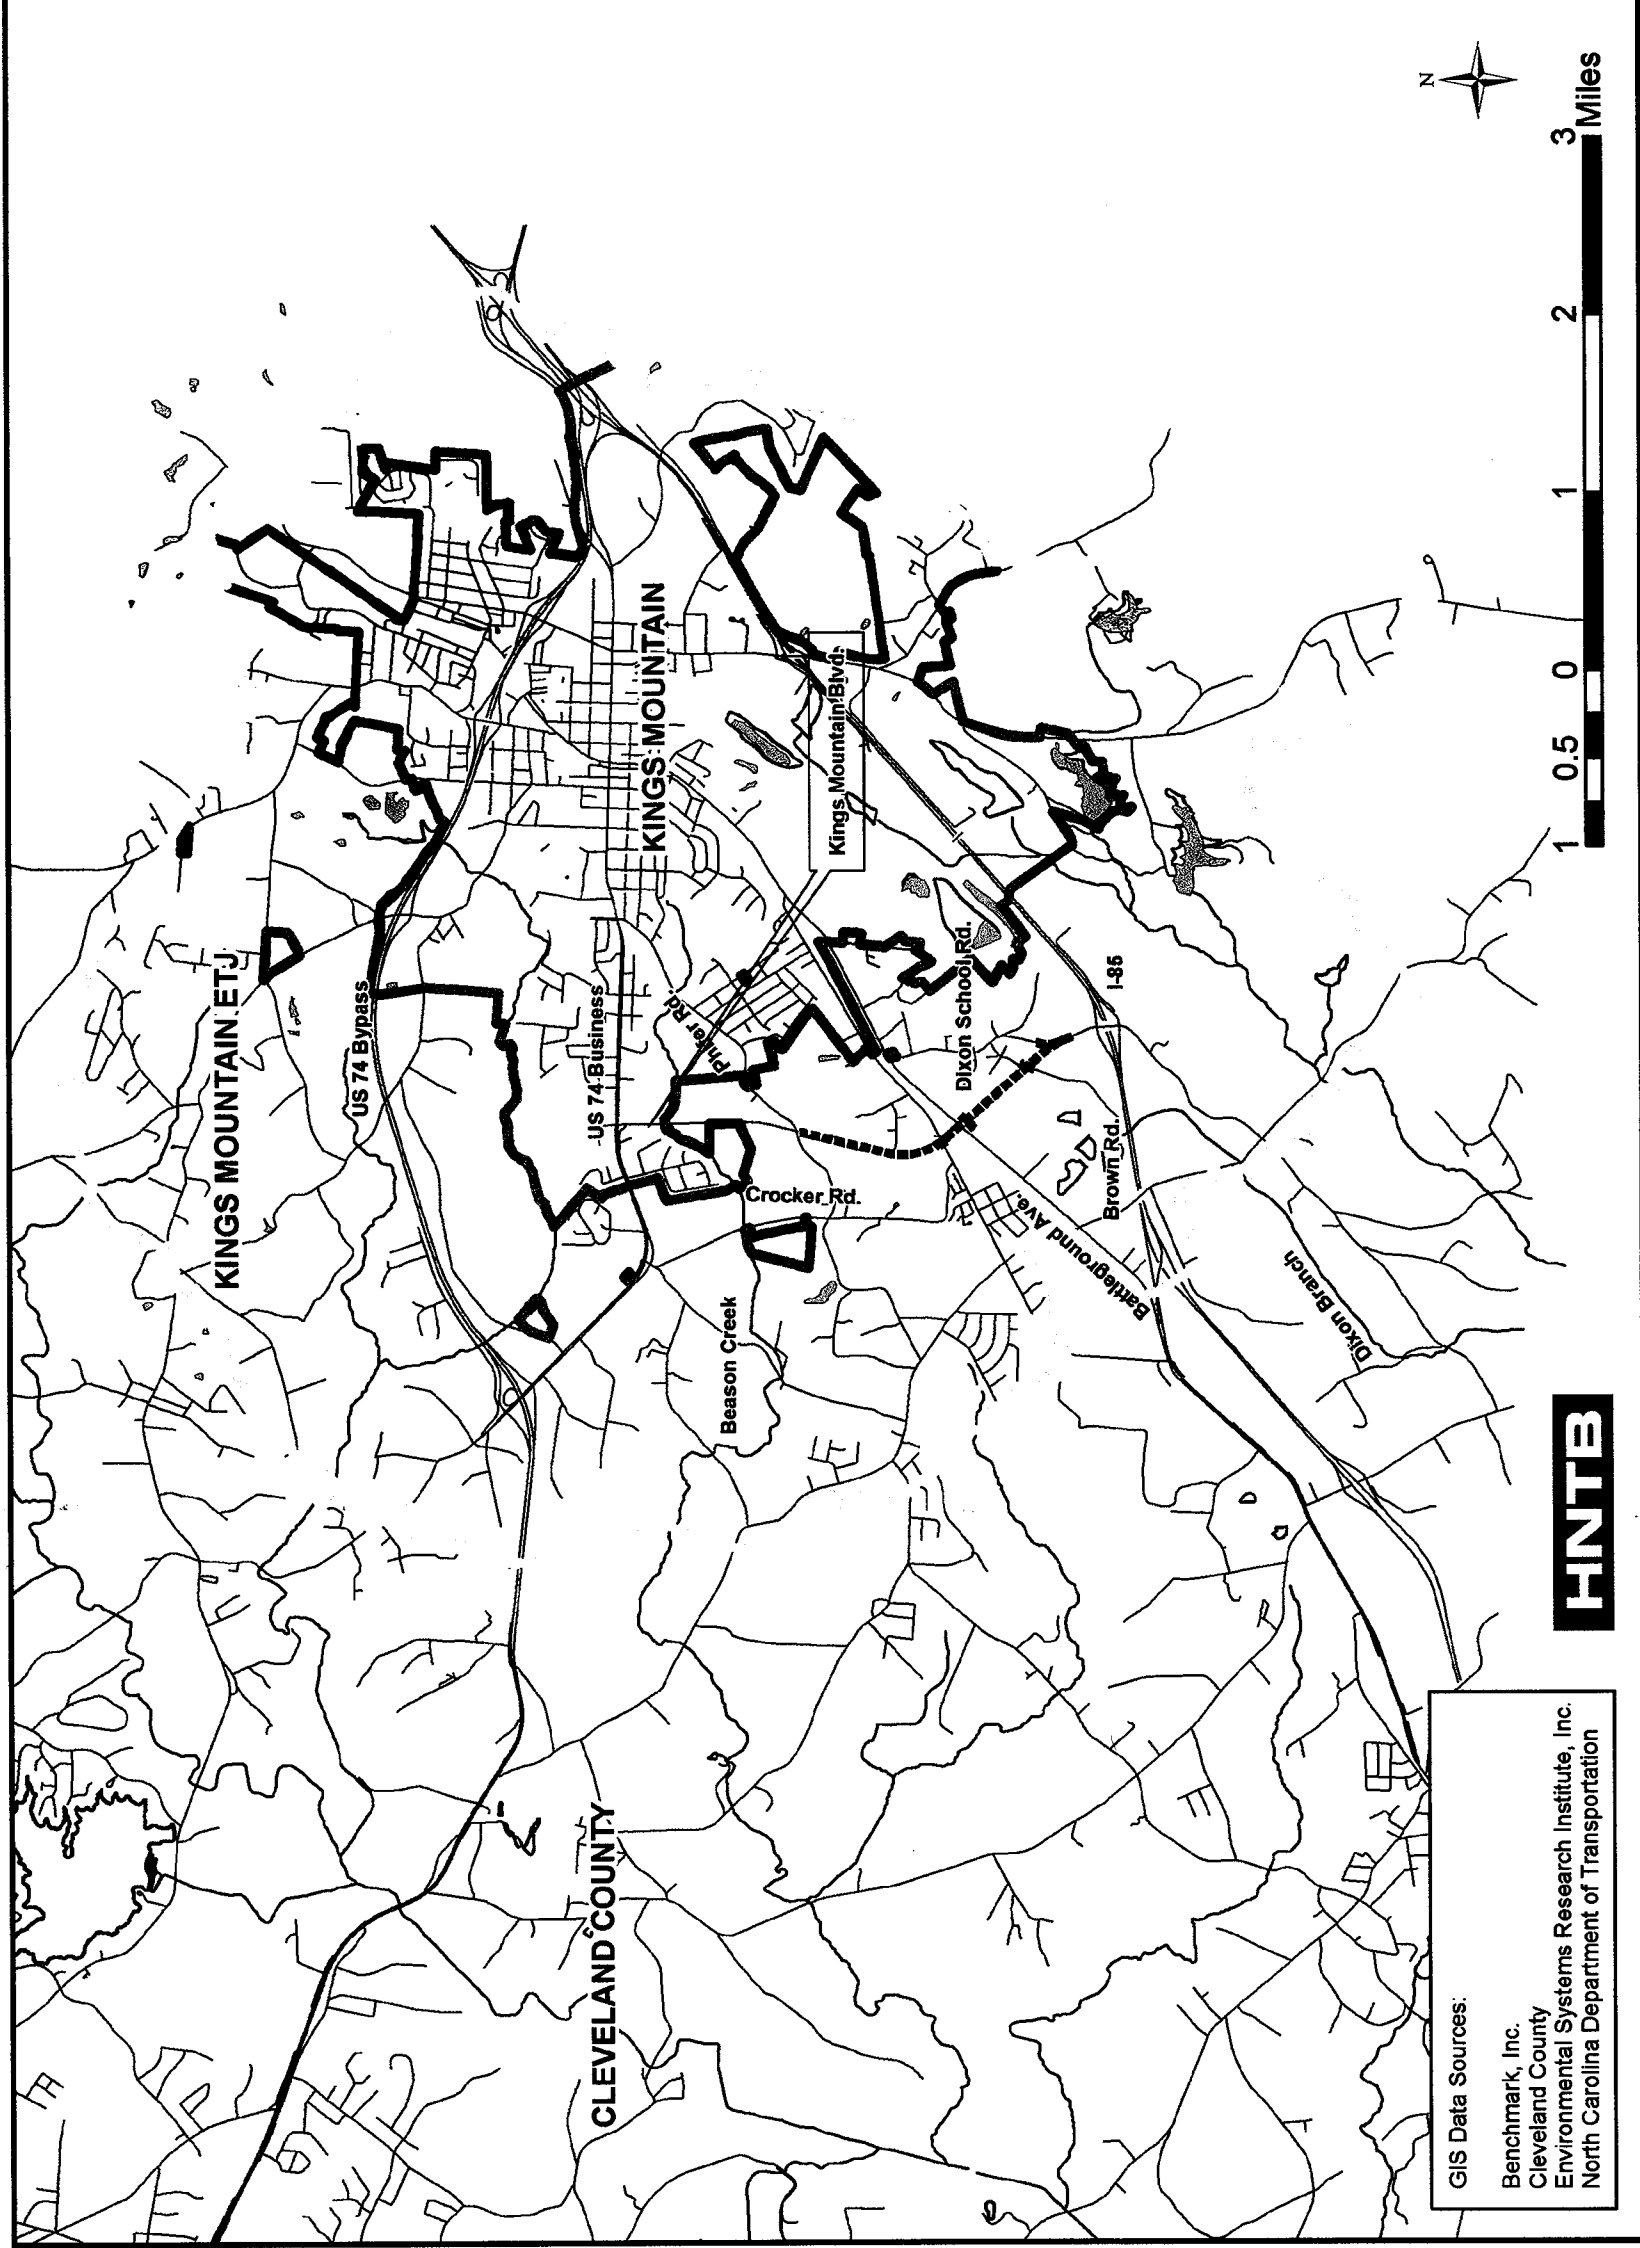 KINGS MOUNTAIN ETJ
US 74 Bypass
US 74 Business
KINGS MOUNTAIN
Phifer Rd.
Kings Mountain Blvd.
Dixon School Rd.
I-85
Crocker Rd.
Brown Rd.
Battleground Ave.
Beason Creek
Dixon Branch
CLEVELAND COUNTY
N
1 0.5 0 1 2 3
Miles
HNTB
GIS Data Sources:
Benchmark, Inc.
Cleveland County
Environmental Systems Research Institute, Inc.
North Carolina Department of Transportation